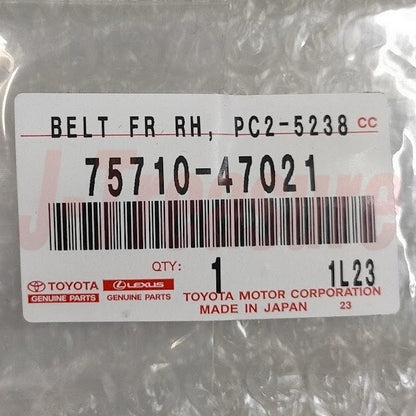 BELT FR RH, PC2-5238 CC
75710-47021
J-Treasure
QTY: 1 1L23
TOYOTA LEXUS
GENUINE PARTS GENUINE PARTS
TOYOTA MOTOR CORPORATION
MADE IN JAPAN 23